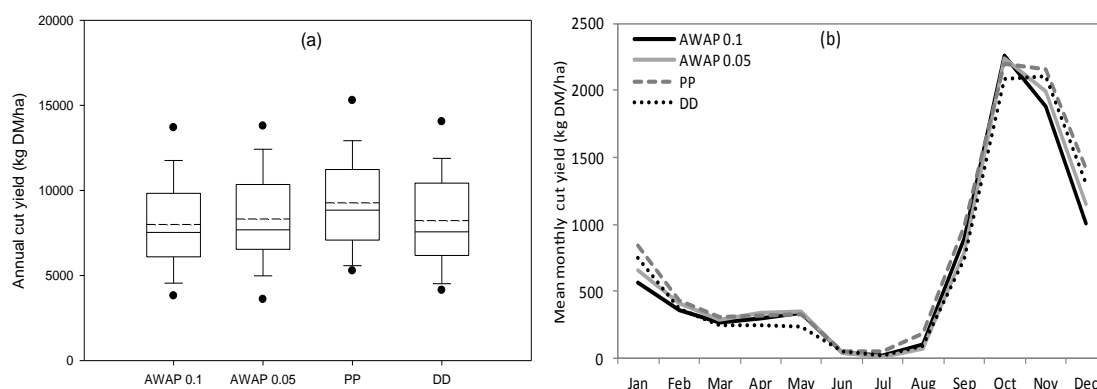 20000
15000
10000
5000
0
Annual cut yield (kg DM/ha)
(a)
AWAP 0.1
AWAP 0.05
PP
DD
2500
2000
1500
1000
500
0
Mean monthly cut yield (kg DM/ha)
(b)
AWAP 0.1
AWAP 0.05
PP
DD
Jan Feb Mar Apr May Jun Jul Aug Sep Oct Nov Dec